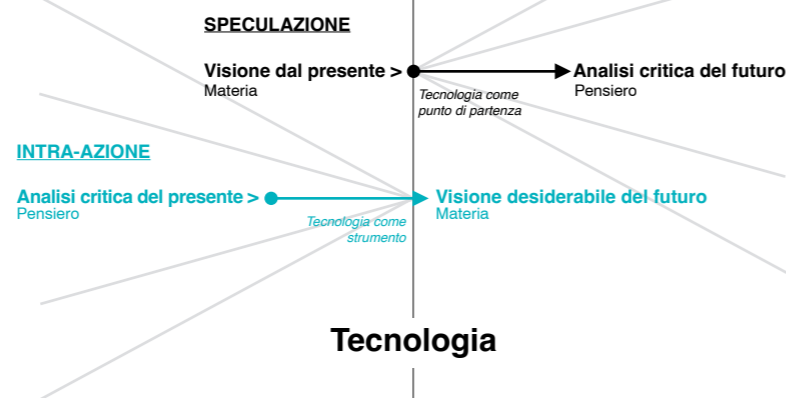 SPECULAZIONE
Visione dal presente >
Materia
Analisi critica del futuro
Pensiero
Tecnologia come
punto di partenza
INTRA-AZIONE
Analisi critica del presente >
Pensiero
Visione desiderabile del futuro
Materia
Tecnologia come
strumento
Tecnologia